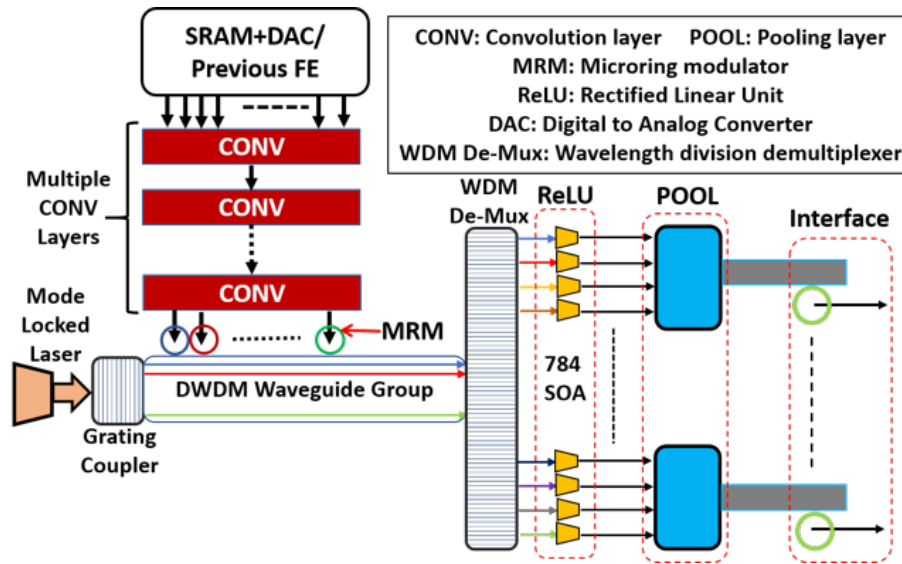 SRAM+DAC/
Previous FE
CONV: Convolution layer POOL: Pooling layer
MRM: Microring modulator
ReLU: Rectified Linear Unit
DAC: Digital to Analog Converter
WDM De-Mux: Wavelength division demultiplexer
Multiple
CONV
Layers
CONV
CONV
CONV
WDM
De-Mux
ReLU
POOL
Interface
Mode
Locked
Laser
MRM
DWDM Waveguide Group
Grating
Coupler
784
SOA